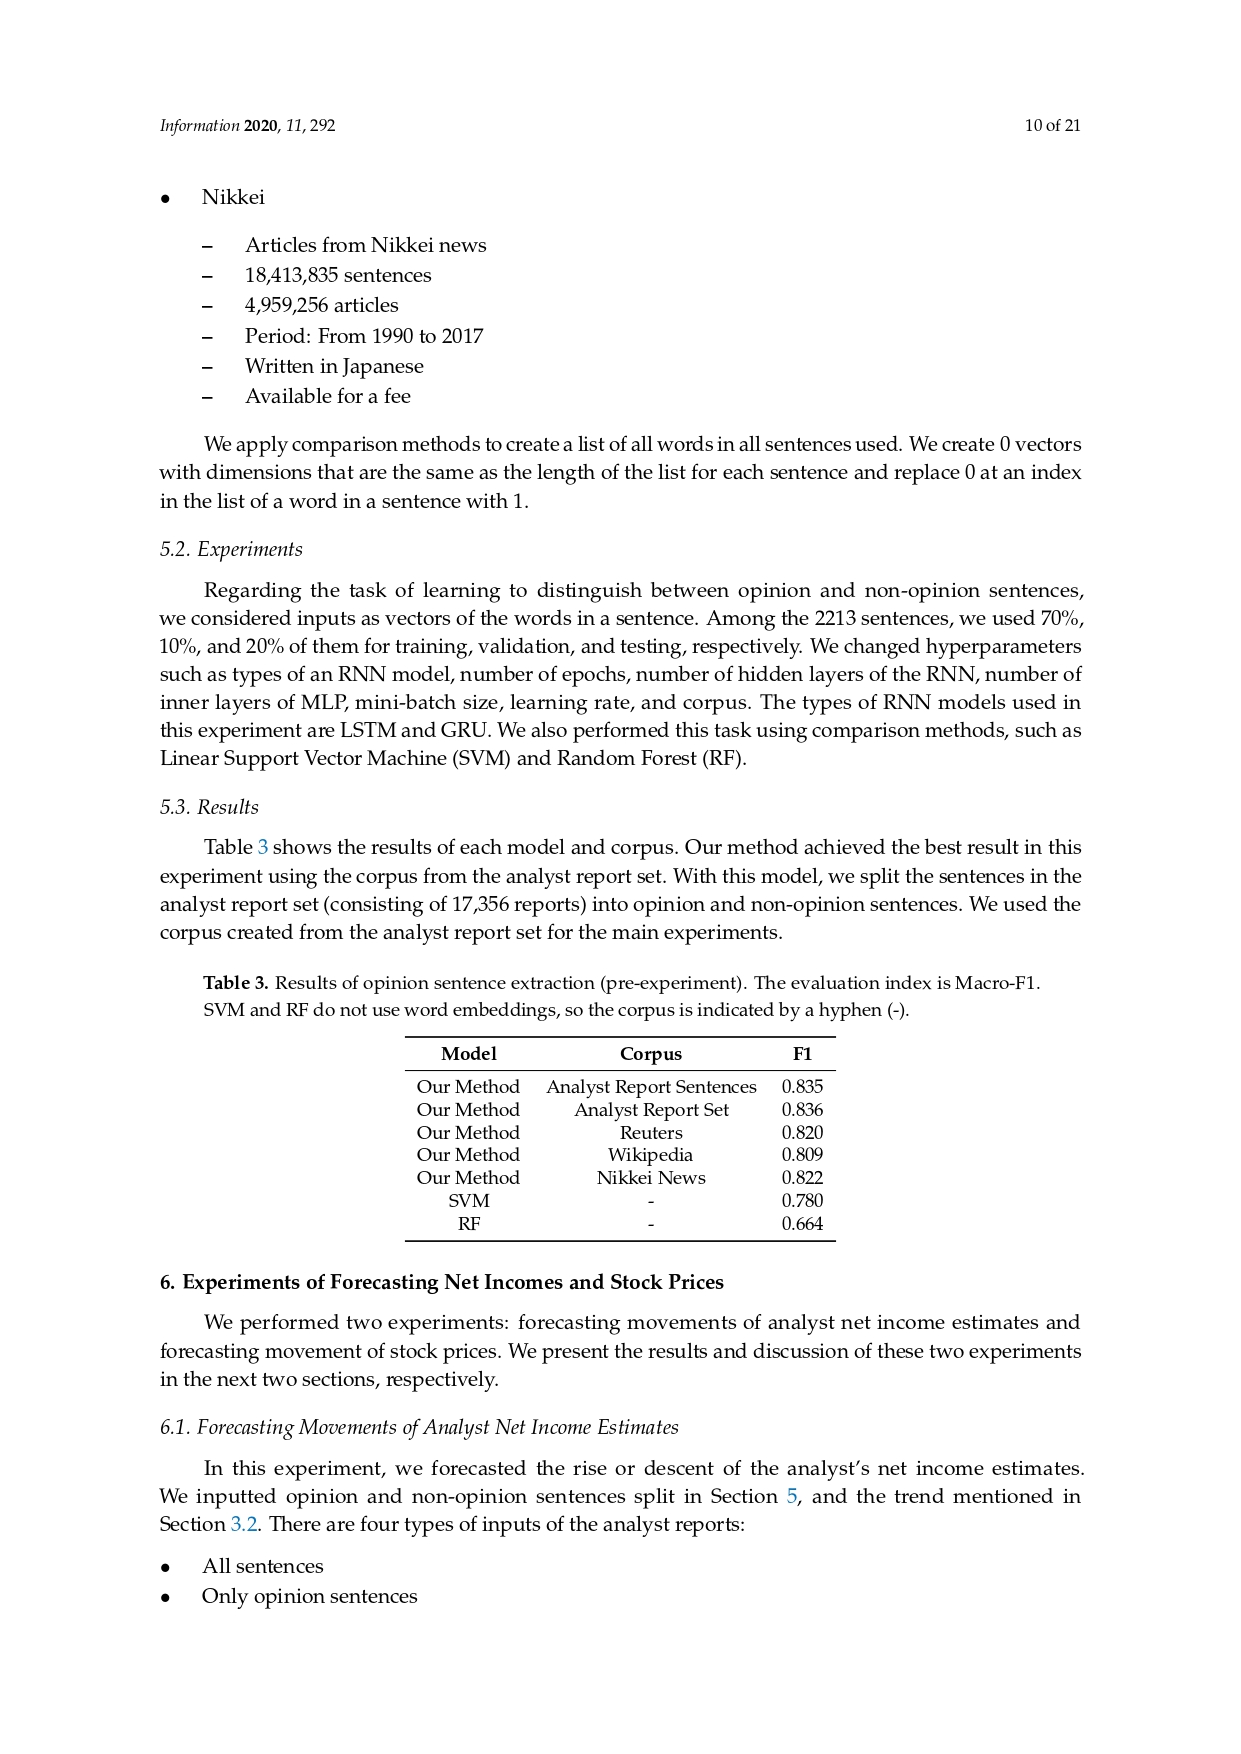 Information 2020, 11, 292
10 of 21
• Nikkei
– Articles from Nikkei news
– 18,413,835 sentences
– 4,959,256 articles
– Period: From 1990 to 2017
– Written in Japanese
– Available for a fee
We apply comparison methods to create a list of all words in all sentences used. We create 0 vectors
with dimensions that are the same as the length of the list for each sentence and replace 0 at an index
in the list of a word in a sentence with 1.
5.2. Experiments
Regarding the task of learning to distinguish between opinion and non-opinion sentences,
we considered inputs as vectors of the words in a sentence. Among the 2213 sentences, we used 70%,
10%, and 20% of them for training, validation, and testing, respectively. We changed hyperparameters
such as types of an RNN model, number of epochs, number of hidden layers of the RNN, number of
inner layers of MLP, mini-batch size, learning rate, and corpus. The types of RNN models used in
this experiment are LSTM and GRU. We also performed this task using comparison methods, such as
Linear Support Vector Machine (SVM) and Random Forest (RF).
5.3. Results
Table 3 shows the results of each model and corpus. Our method achieved the best result in this
experiment using the corpus from the analyst report set. With this model, we split the sentences in the
analyst report set (consisting of 17,356 reports) into opinion and non-opinion sentences. We used the
corpus created from the analyst report set for the main experiments.
Table 3. Results of opinion sentence extraction (pre-experiment). The evaluation index is Macro-F1.
SVM and RF do not use word embeddings, so the corpus is indicated by a hyphen (-).
Model Corpus F1
Our Method Analyst Report Sentences 0.835
Our Method Analyst Report Set 0.836
Our Method Reuters 0.820
Our Method Wikipedia 0.809
Our Method Nikkei News 0.822
SVM - 0.780
RF - 0.664
6. Experiments of Forecasting Net Incomes and Stock Prices
We performed two experiments: forecasting movements of analyst net income estimates and
forecasting movement of stock prices. We present the results and discussion of these two experiments
in the next two sections, respectively.
6.1. Forecasting Movements of Analyst Net Income Estimates
In this experiment, we forecasted the rise or descent of the analyst's net income estimates.
We inputted opinion and non-opinion sentences split in Section 5, and the trend mentioned in
Section 3.2. There are four types of inputs of the analyst reports:
• All sentences
• Only opinion sentences